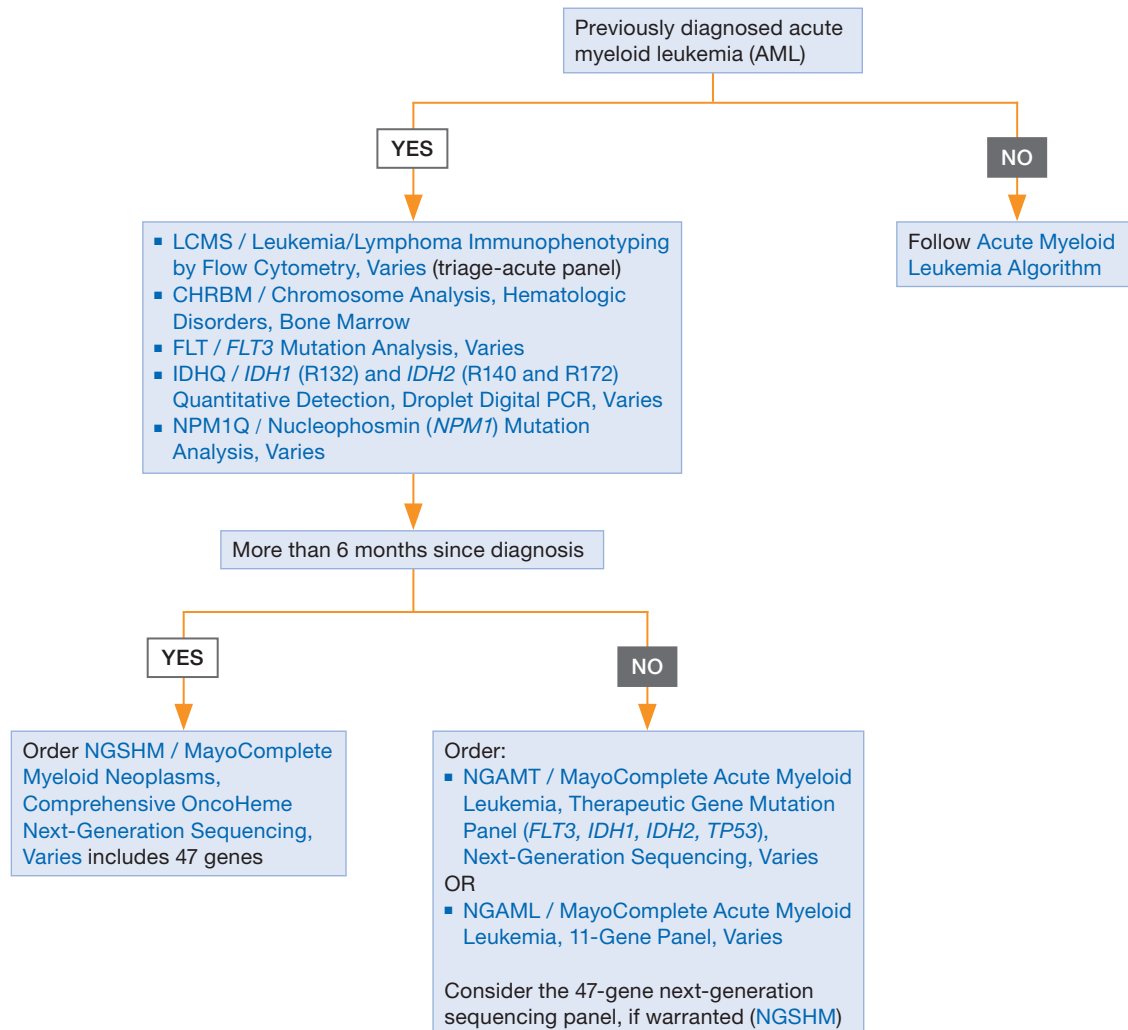 Previously diagnosed acute
myeloid leukemia (AML)
YES
NO
▪ LCMS / Leukemia/Lymphoma Immunophenotyping
by Flow Cytometry, Varies (triage-acute panel)
▪ CHRBM / Chromosome Analysis, Hematologic
Disorders, Bone Marrow
▪ FLT / FLT3 Mutation Analysis, Varies
▪ IDHQ / IDH1 (R132) and IDH2 (R140 and R172)
Quantitative Detection, Droplet Digital PCR, Varies
▪ NPM1Q / Nucleophosmin (NPM1) Mutation
Analysis, Varies
Follow Acute Myeloid
Leukemia Algorithm
More than 6 months since diagnosis
YES
NO
Order NGSHM / MayoComplete
Myeloid Neoplasms,
Comprehensive OncoHeme
Next-Generation Sequencing,
Varies includes 47 genes
Order:
▪ NGAMT / MayoComplete Acute Myeloid
Leukemia, Therapeutic Gene Mutation
Panel (FLT3, IDH1, IDH2, TP53),
Next-Generation Sequencing, Varies
OR
▪ NGAML / MayoComplete Acute Myeloid
Leukemia, 11-Gene Panel, Varies
Consider the 47-gene next-generation
sequencing panel, if warranted (NGSHM)